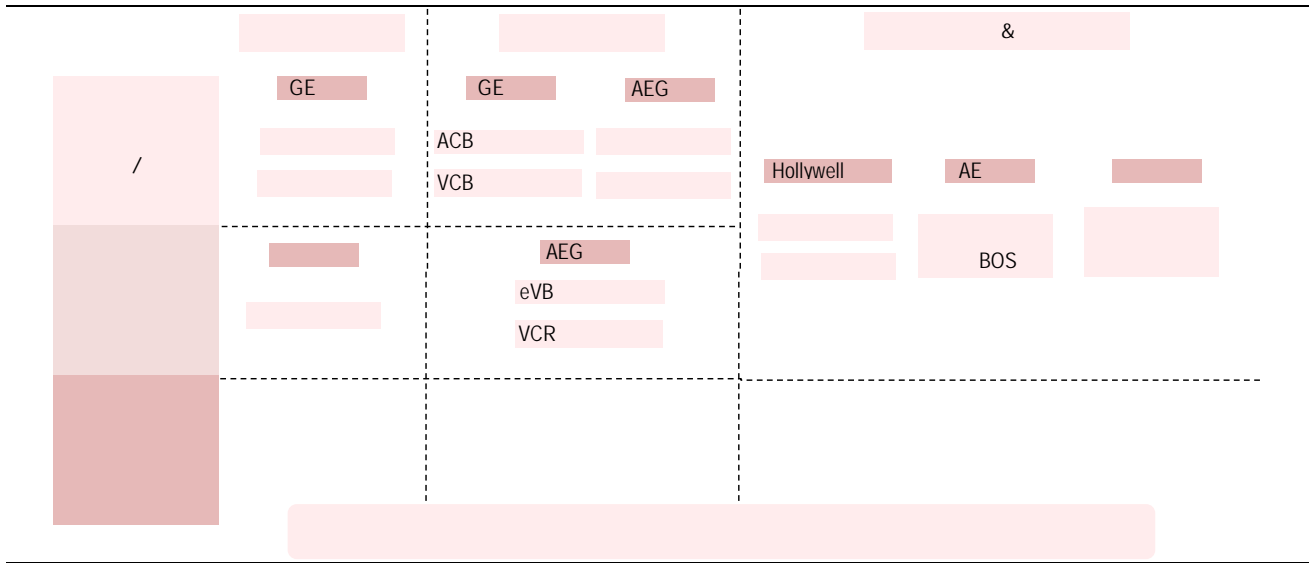 &
GE
GE
AEG
ACB
/
Hollywell
AE
VCB
AEG
BOS
eVB
VCR